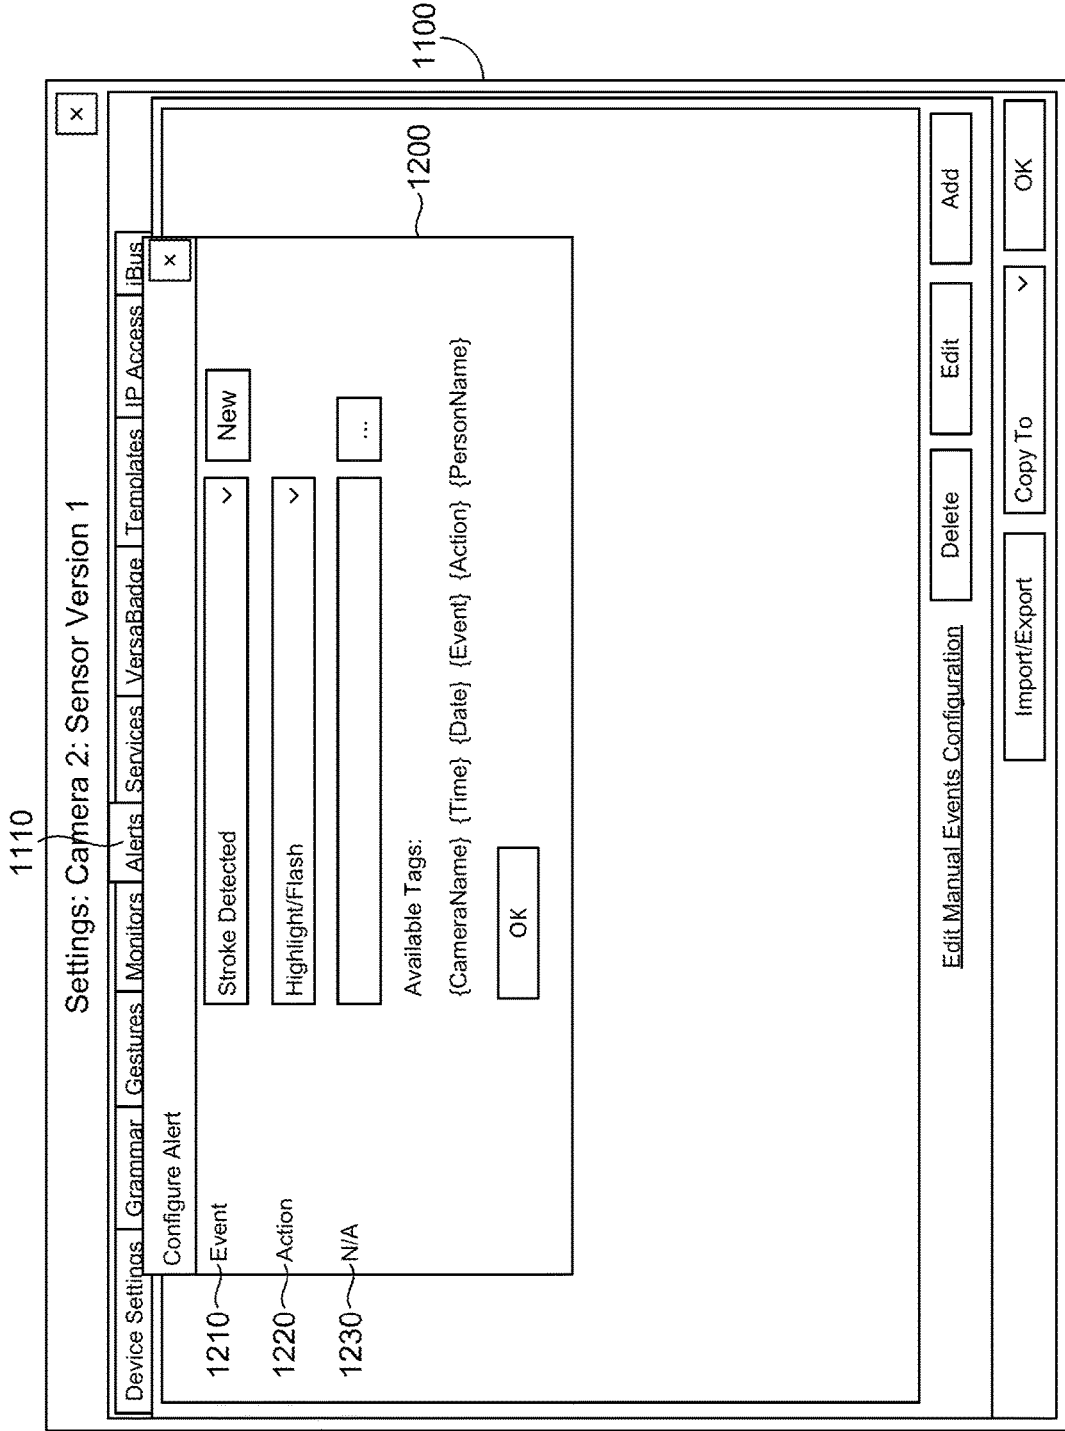 1100
Settings: Camera 2: Sensor Version 1
×
1110
Device Settings Grammar Gestures Monitors Alerts Services VersaBadge Templates IP Access iBus
Configure Alert ×
1200
1210 Event Stroke Detected New
1220 Action Highlight/Flash
1230 N/A ...
Available Tags:
{CameraName} {Time} {Date} {Event} {Action} {PersonName}
OK
Edit Manual Events Configuration Delete Edit Add
Import/Export Copy To OK